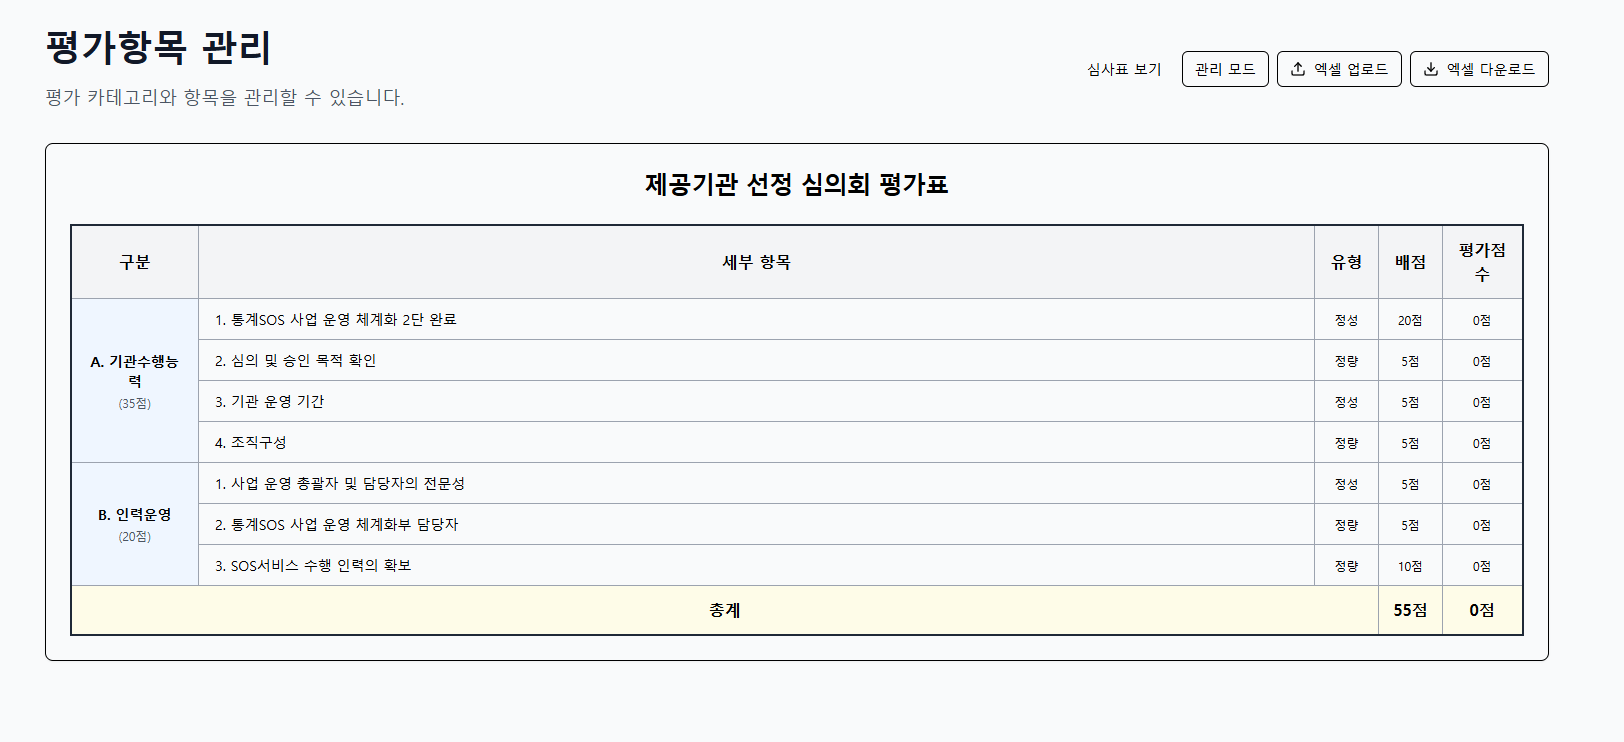 평가항목 관리
평가 카테고리와 항목을 관리할 수 있습니다.
심사표 보기 관리 모드 엑셀 업로드 엑셀 다운로드
제공기관 선정 심의회 평가표
구분 세부 항목 유형 배점 평가점
수
A. 기관수행능
력
(35점)
1. 통계SOS 사업 운영 체계화 2단 완료 정성 20점 0점
2. 심의 및 승인 목적 확인 정량 5점 0점
3. 기관 운영 기간 정성 5점 0점
4. 조직구성 정량 5점 0점
B. 인력운영
(20점)
1. 사업 운영 총괄자 및 담당자의 전문성 정성 5점 0점
2. 통계SOS 사업 운영 체계화부 담당자 정량 5점 0점
3. SOS서비스 수행 인력의 확보 정량 10점 0점
총계 55점 0점